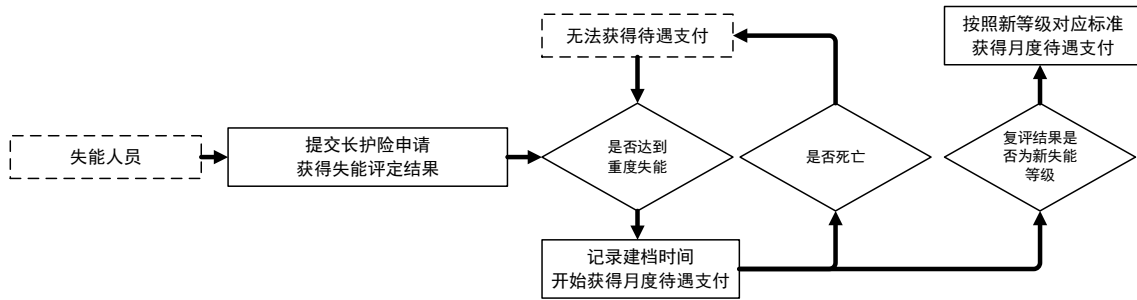 失能人员
提交长护险申请
获得失能评定结果
无法获得待遇支付
是否达到
重度失能
记录建档时间
开始获得月度待遇支付
是否死亡
按照新等级对应标准
获得月度待遇支付
复评结果是
否为新失能
等级